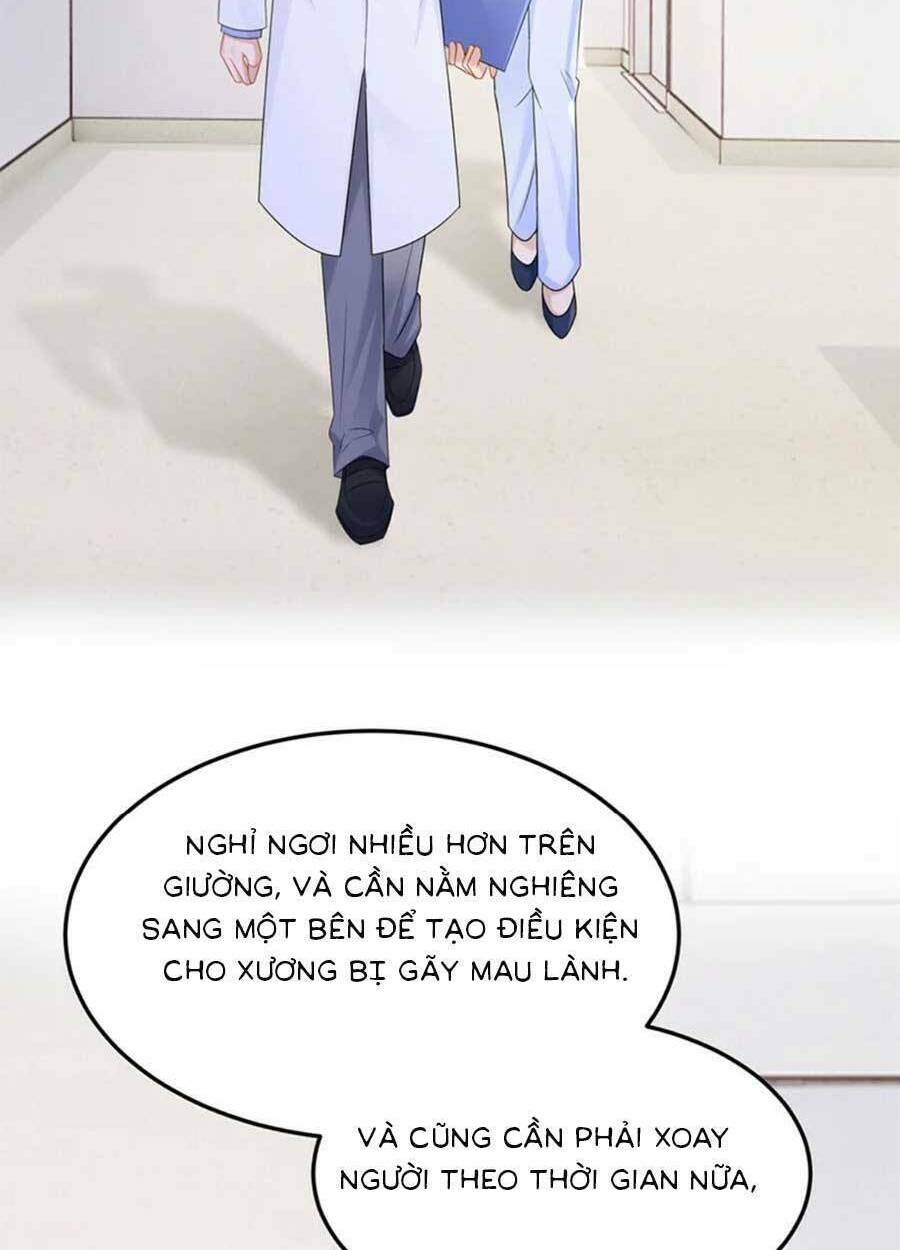 NGHỈ NGƠI NHIỀU HƠN TRÊN
GIƯỜNG, VÀ CẦN NẰM NGHIÊNG
SANG MỘT BÊN ĐỂ TẠO ĐIỀU KIỆN
CHO XƯƠNG BỊ GÃY MAU LÀNH.
VÀ CŨNG CẦN PHẢI XOAY
NGƯỜI THEO THỜI GIAN NỮA,